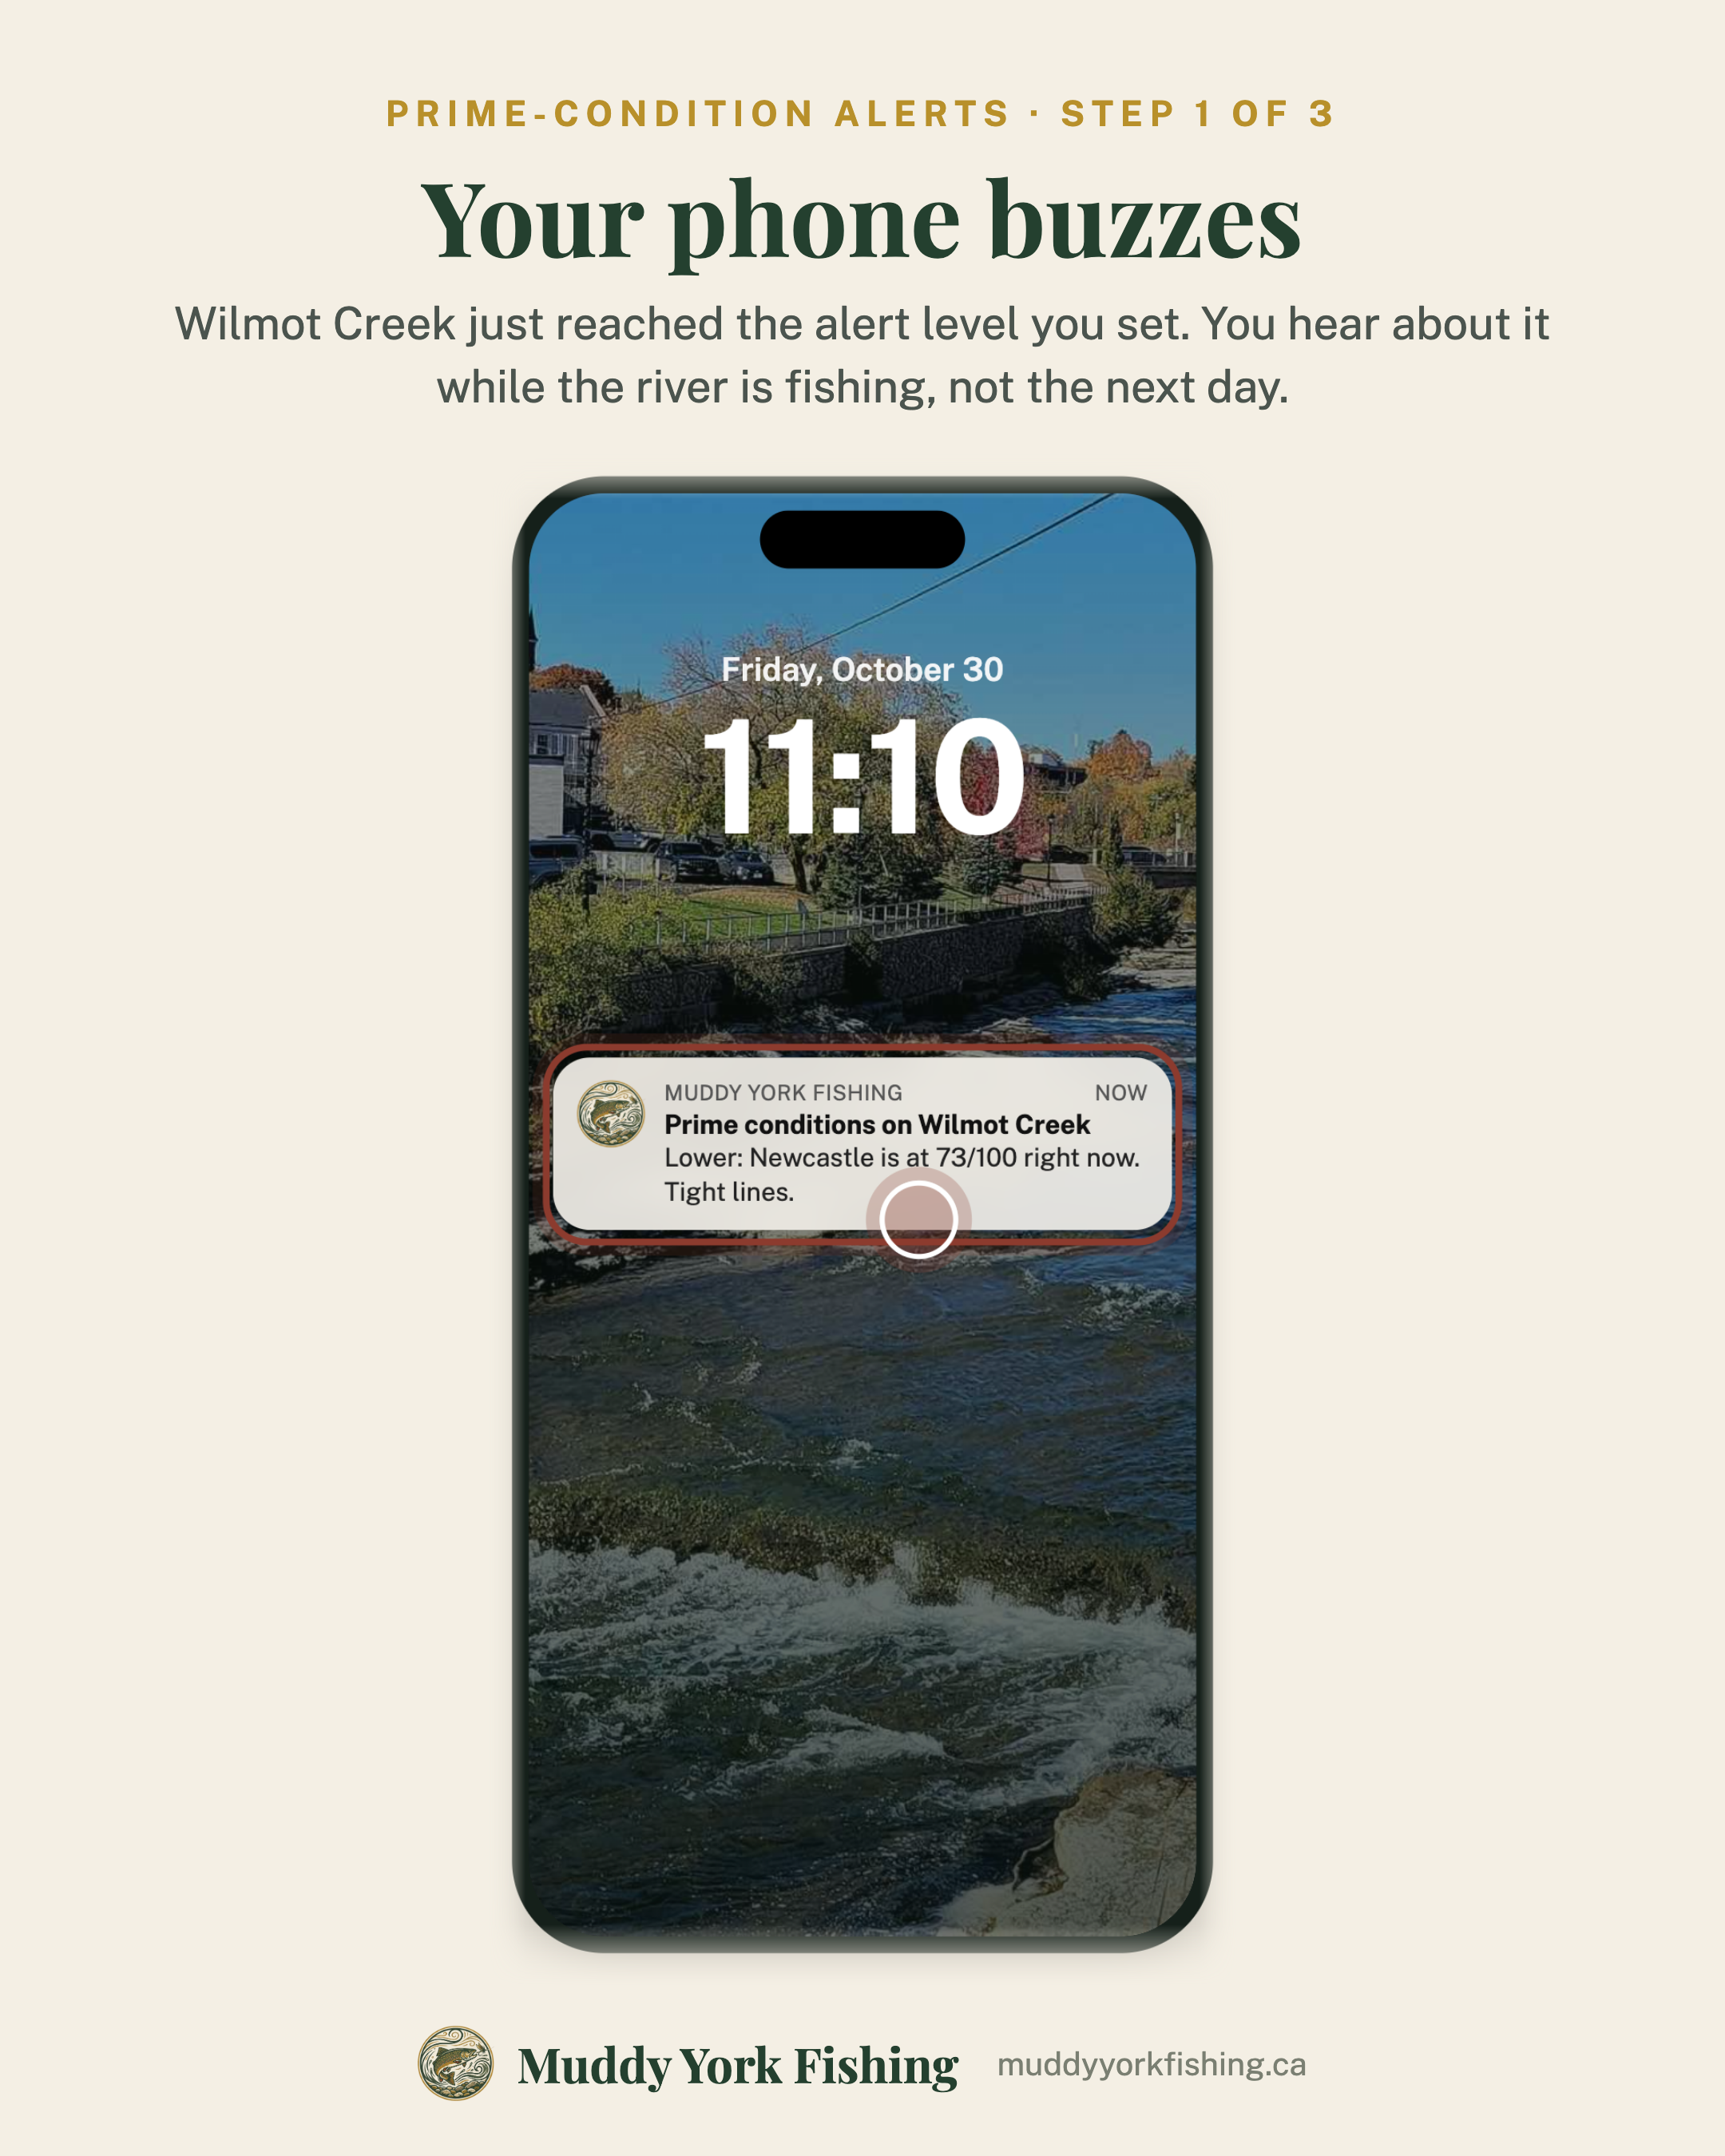 PRIME-CONDITION ALERTS · STEP 1 OF 3
Your phone buzzes
Wilmot Creek just reached the alert level you set. You hear about it
while the river is fishing, not the next day.
Friday, October 30
11:10
MUDDY YORK FISHING NOW
Prime conditions on Wilmot Creek
Lower: Newcastle is at 73/100 right now.
Tight lines.
Muddy York Fishing muddyyorkfishing.ca